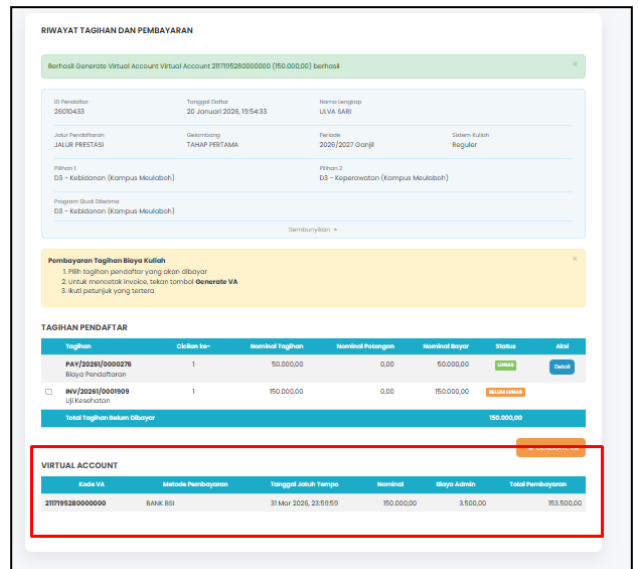 RIWAYAT TAGIHAN DAN PEMBAYARAN
Berhasil Generate Virtual Account Virtual Account 2117195280000000 (150.000,00) berhasil ×
ID Pendaftar Tanggal Daftar Nama Lengkap
26010433 20 Januari 2026, 19:54:33 ULVA SARI
Jalur Pendaftaran Gelombang Periode Sistem Kuliah
JALUR PRESTASI TAHAP PERTAMA 2026/2027 Ganjil Reguler
Pilihan 1 Pilihan 2
D3 - Kebidanan (Kampus Meulaboh) D3 - Keperawatan (Kampus Meulaboh)
Program Studi Diterima
D3 - Kebidanan (Kampus Meulaboh)
Sembunyikan
Pembayaran Tagihan Biaya Kuliah ×
1. Pilih tagihan pendaftar yang akan dibayar
2. Untuk mencetak invoice, tekan tombol Generate VA
3. Ikuti petunjuk yang tertera
TAGIHAN PENDAFTAR
Tagihan Cicilan ke- Nominal Tagihan Nominal Potongan Nominal Bayar Status Aksi
PAY/20261/0000276 1 50.000,00 0,00 50.000,00 LUNAS Detail
Biaya Pendaftaran
INV/20261/0001909 1 150.000,00 0,00 150.000,00 BELUM LUNAS
Uji Kesehatan
Total Tagihan Belum Dibayar 150.000,00
GENERATE VA
VIRTUAL ACCOUNT
Kode VA Metode Pembayaran Tanggal Jatuh Tempo Nominal Biaya Admin Total Pembayaran
2117195280000000 BANK BSI 31 Mar 2026, 23:59:59 150.000,00 3.500,00 153.500,00